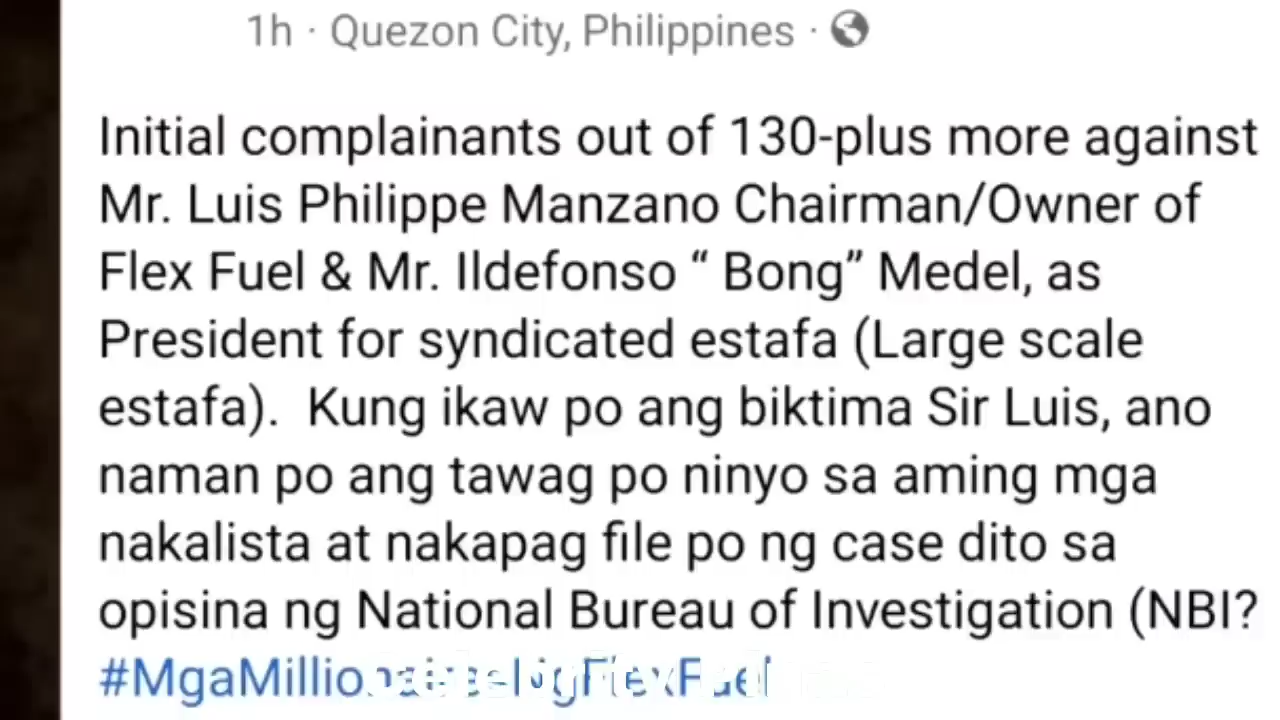 1h · Quezon City, Philippines ·
Initial complainants out of 130-plus more against
Mr. Luis Philippe Manzano Chairman/Owner of
Flex Fuel & Mr. Ildefonso “ Bong” Medel, as
President for syndicated estafa (Large scale
estafa).  Kung ikaw po ang biktima Sir Luis, ano
naman po ang tawag po ninyo sa aming mga
nakalista at nakapag file po ng case dito sa
opisina ng National Bureau of Investigation (NBI?